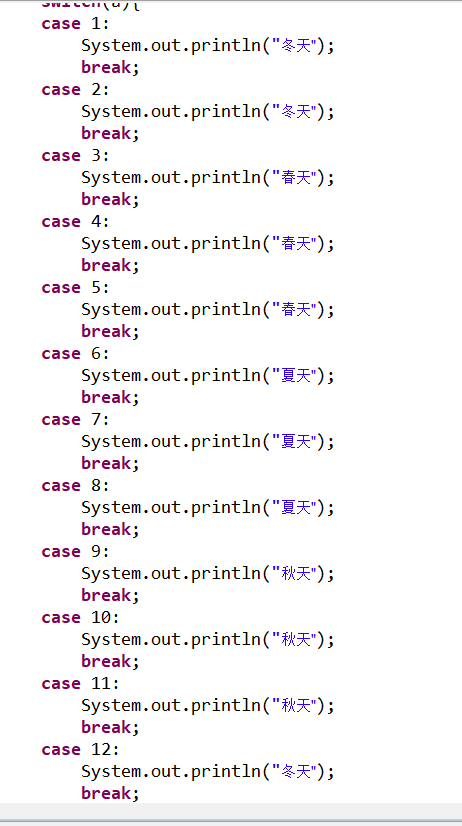 switch(a){
case 1:
System.out.println("冬天");
break;
case 2:
System.out.println("冬天");
break;
case 3:
System.out.println("春天");
break;
case 4:
System.out.println("春天");
break;
case 5:
System.out.println("春天");
break;
case 6:
System.out.println("夏天");
break;
case 7:
System.out.println("夏天");
break;
case 8:
System.out.println("夏天");
break;
case 9:
System.out.println("秋天");
break;
case 10:
System.out.println("秋天");
break;
case 11:
System.out.println("秋天");
break;
case 12:
System.out.println("冬天");
break;